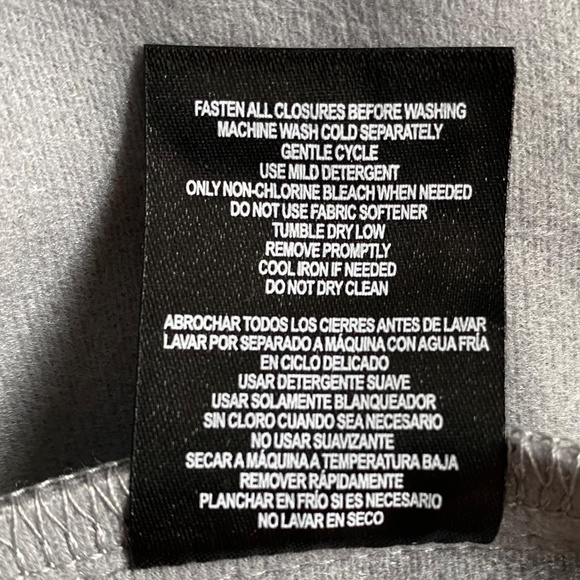 FASTEN ALL CLOSURES BEFORE WASHING
MACHINE WASH COLD SEPARATELY
GENTLE CYCLE
USE MILD DETERGENT
ONLY NON-CHLORINE BLEACH WHEN NEEDED
DO NOT USE FABRIC SOFTENER
TUMBLE DRY LOW
REMOVE PROMPTLY
COOL IRON IF NEEDED
DO NOT DRY CLEAN
ABROCHAR TODOS LOS CIERRES ANTES DE LAVAR
LAVAR POR SEPARADO A MÁQUINA CON AGUA FRÍA
EN CICLO DELICADO
USAR DETERGENTE SUAVE
USAR SOLAMENTE BLANQUEADOR
SIN CLORO CUANDO SEA NECESARIO
NO USAR SUAVIZANTE
SECAR A MÁQUINA A TEMPERATURA BAJA
REMOVER RÁPIDAMENTE
PLANCHAR EN FRÍO SI ES NECESARIO
NO LAVAR EN SECO